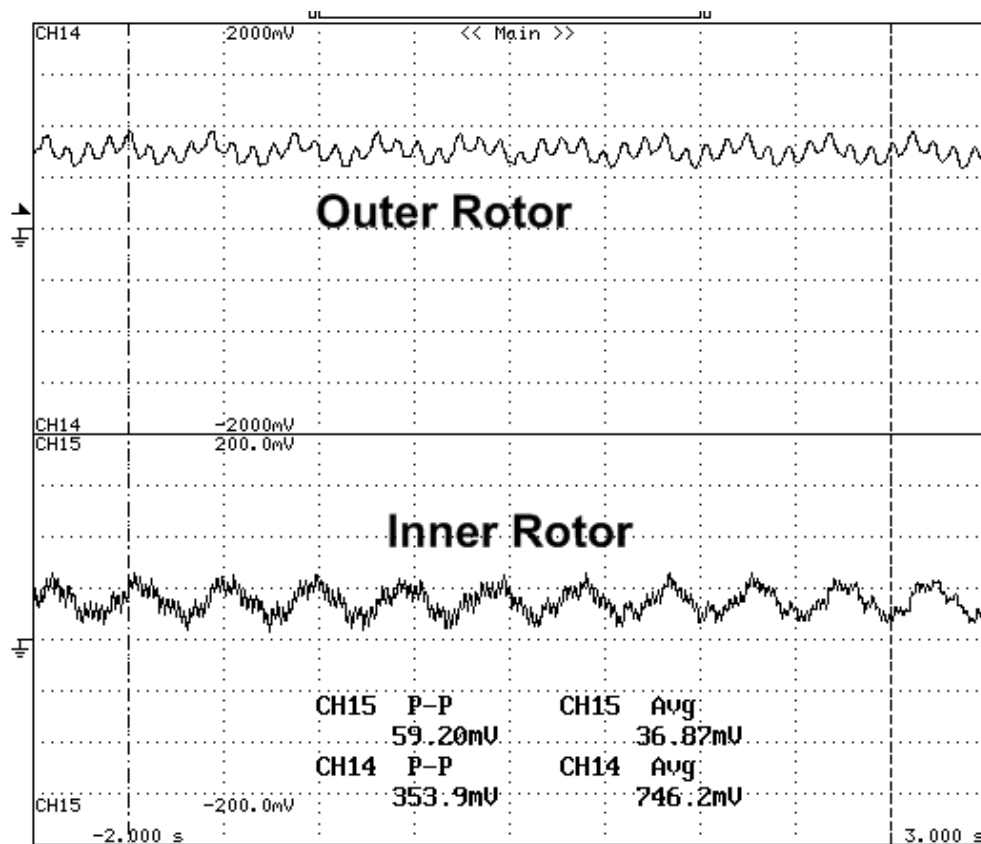 CH14 2000mV << Main >>
Outer Rotor
CH14 -2000mV
CH15 200.0mV
Inner Rotor
CH15 P-P CH15 Avg
59.20mV 36.87mV
CH14 P-P CH14 Avg
353.9mV 746.2mV
CH15 -200.0mV
-2.000 s 3.000 s